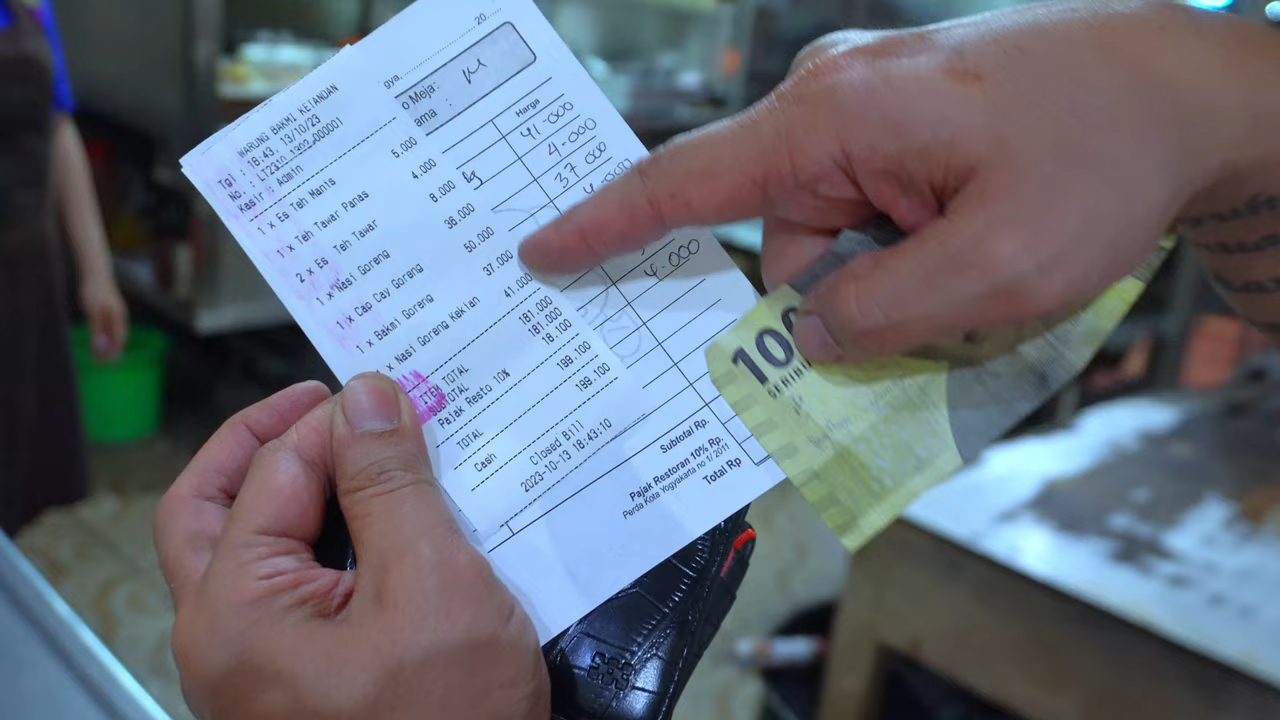 WARUNG BAKMI KETANDAN
Tgl : 18:43, 13/10/23
No. :
Kasir : Admin
1 x Es Teh Manis 5.000
1 x Teh Tawar Panas 4.000
2 x Es Teh Tawar 8.000
1 x Nasi Goreng 36.000
1 x Cap Cay Goreng 50.000
1 x Bakmi Goreng 37.000
x Nasi Goreng Kekian 41.000
ITEM TOTAL 181.000
SUBTOTAL 181.000
Pajak Resto 10% 18.100
TOTAL 199.100
Cash 199.100
Closed Bill
2023-10-13 18:43:10
gya, 20
o Meja: 
ama :
Harga
41.000
4.000
37 000
4.000
Subtotal Rp.
Pajak Restoran 10% Rp.
Perda Kota Yogyakarta no 1/2011
Total Rp
100